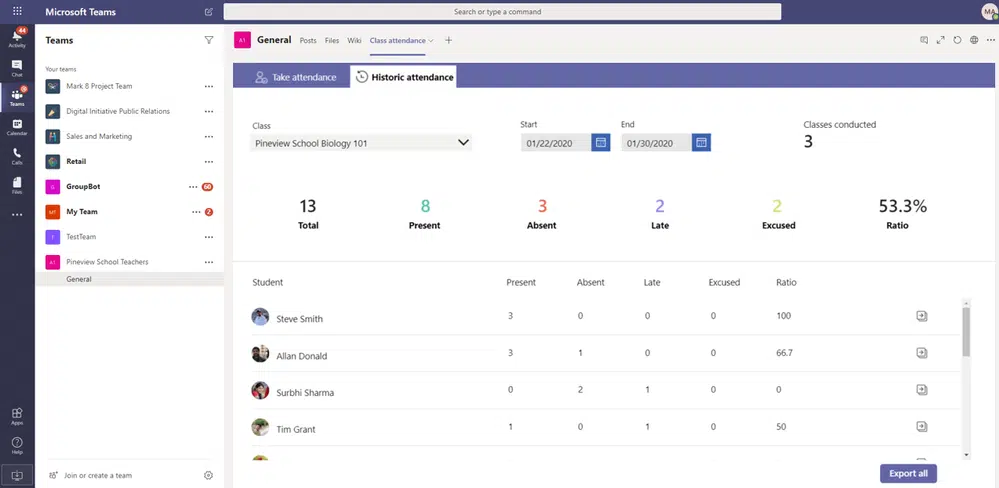 Microsoft Teams
Search or type a command
MA
44
Activity
Chat
9
Teams
Calendar
Calls
Files
Apps
Help
Teams
Your teams
Mark 8 Project Team
Digital Initiative Public Relations
Sales and Marketing
Retail
G GroupBot 60
MT My Team 2
T TestTeam
A1 Pineview School Teachers
General
Join or create a team
A1 General Posts Files Wiki Class attendance
Take attendance Historic attendance
Class Start End Classes conducted
Pineview School Biology 101 01/22/2020 01/30/2020 3
13 8 3 2 2 53.3%
Total Present Absent Late Excused Ratio
Student Present Absent Late Excused Ratio
Steve Smith 3 0 0 0 100
Allan Donald 3 1 0 0 66.7
Surbhi Sharma 0 2 1 0 0
Tim Grant 1 0 1 0 50
Export all